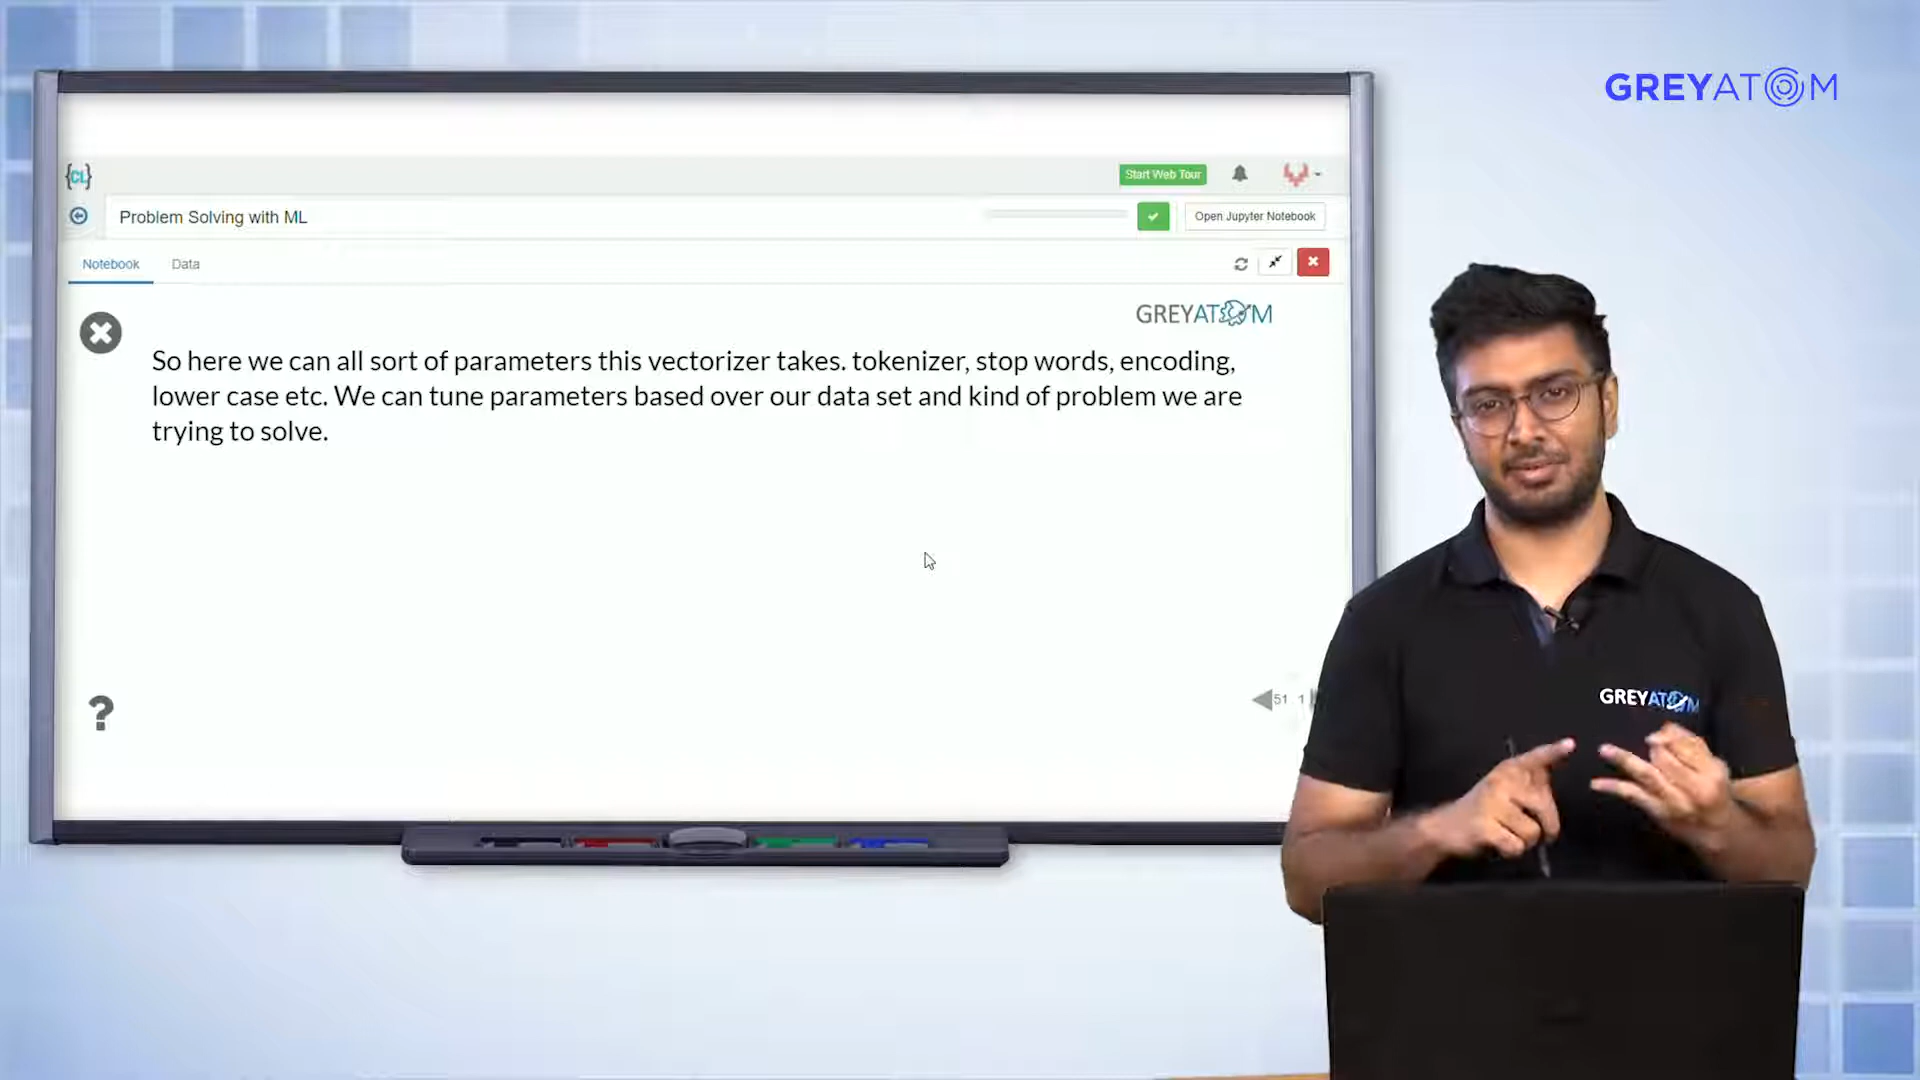 GREYATOM
{CL}
Start Web Tour
Problem Solving with ML
Open Jupyter Notebook
Notebook
Data
GREYATOM
So here we can all sort of parameters this vectorizer takes. tokenizer, stop words, encoding,
lower case etc. We can tune parameters based over our data set and kind of problem we are
trying to solve.
?
51 1
GREYATOM